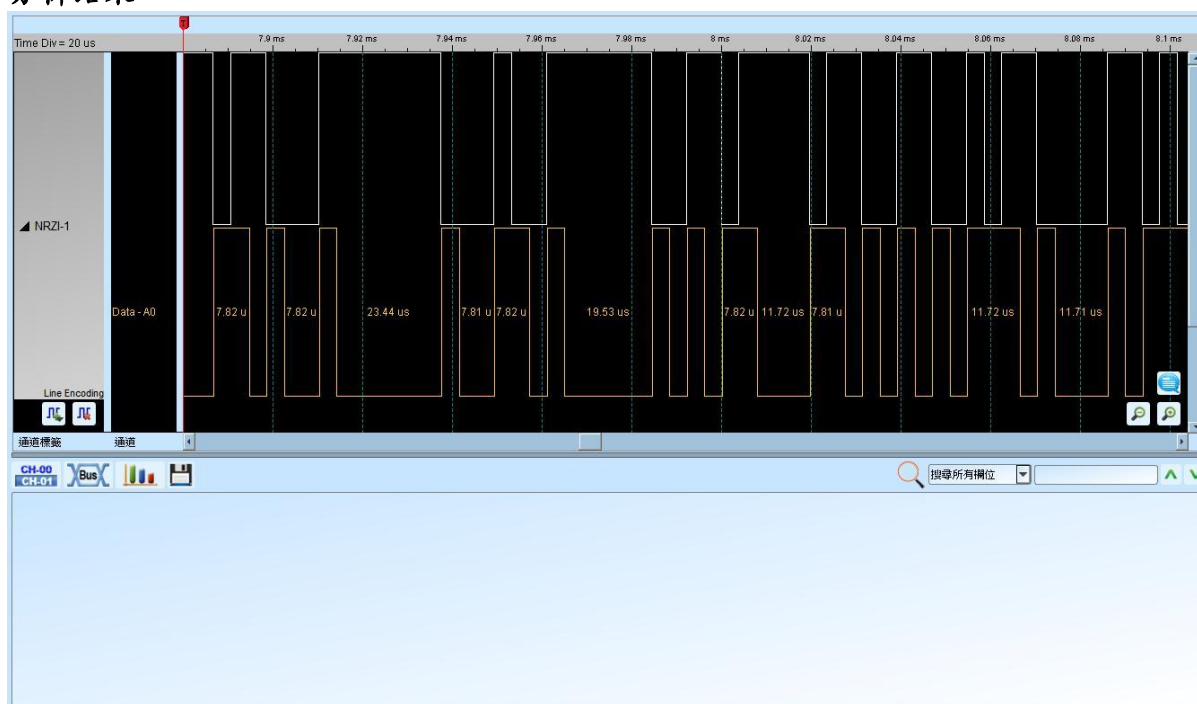 Time Div = 20 us
7.9 ms 7.92 ms 7.94 ms 7.96 ms 7.98 ms 8 ms 8.02 ms 8.04 ms 8.06 ms 8.08 ms 8.1 ms
NRZI-1
Data - A0 7.82 u 7.82 u 23.44 us 7.81 u 7.82 u 19.53 us 7.82 u 11.72 us 7.81 u 11.72 us 11.71 us
Line Encoding
通道標籤 通道
CH-00
CH-01
Bus
搜尋所有欄位